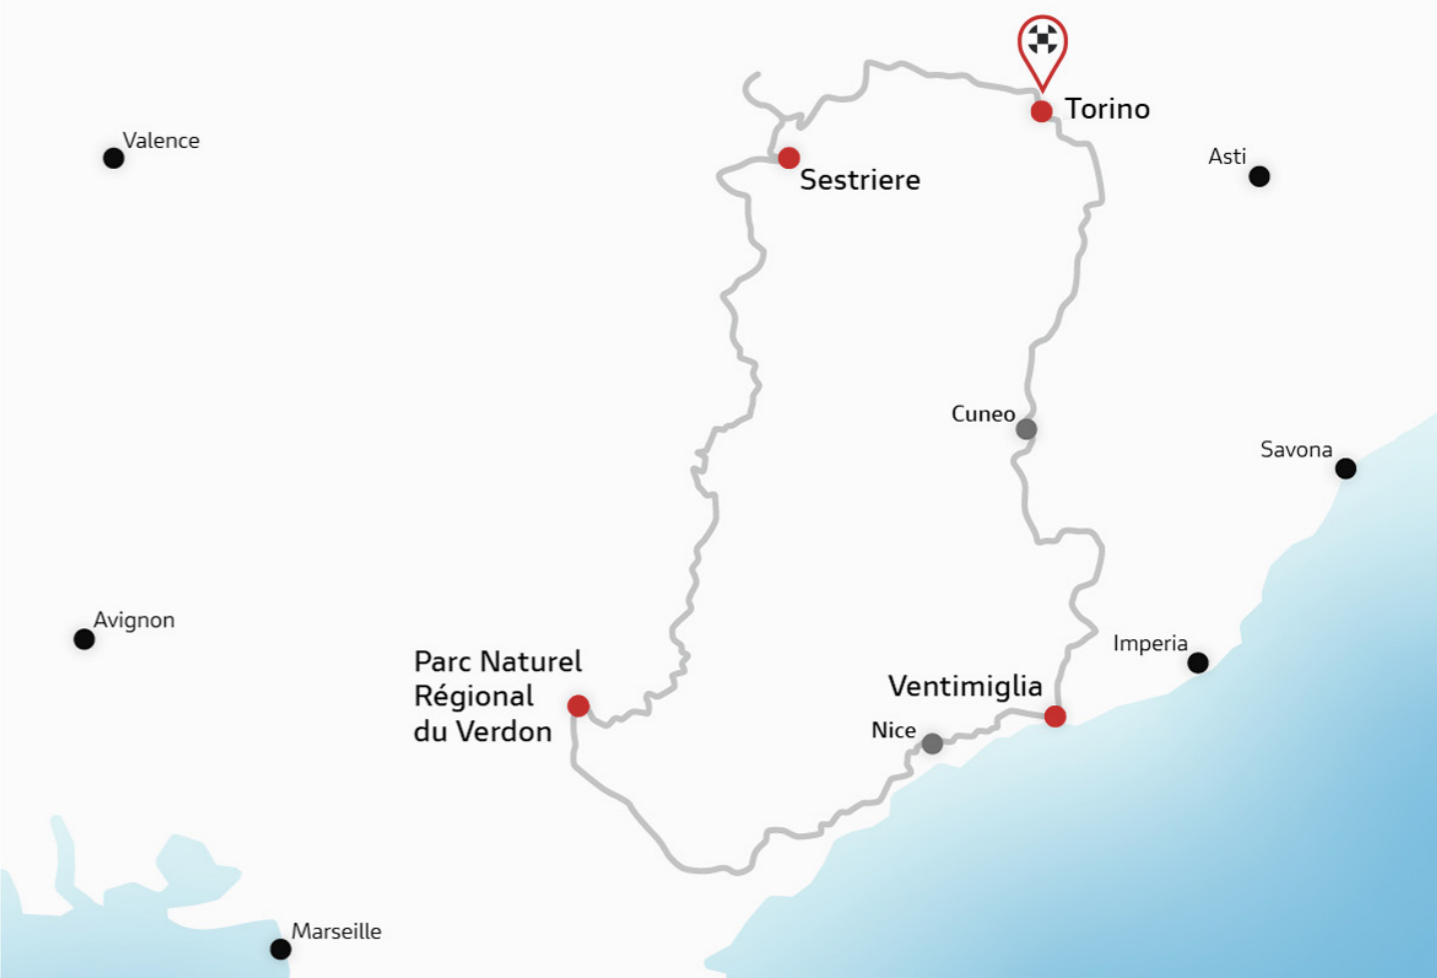 Torino
Valence
Asti
Sestriere
Cuneo
Savona
Avignon
Imperia
Parc Naturel
Régional
du Verdon
Ventimiglia
Nice
Marseille